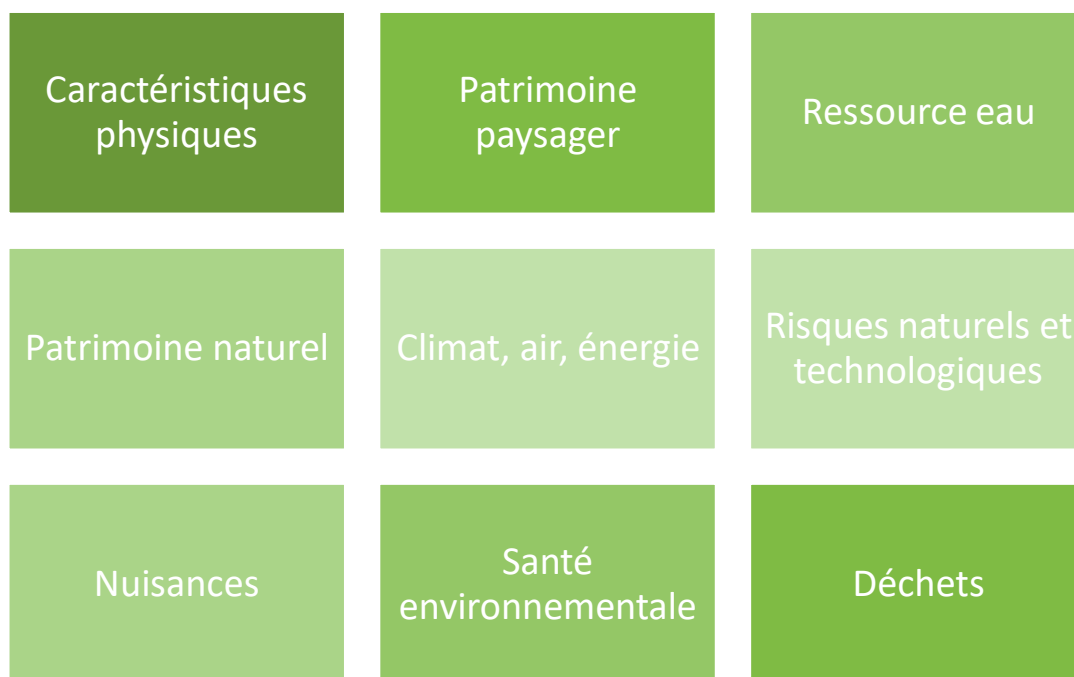 Caractéristiques
physiques
Patrimoine
paysager
Ressource eau
Patrimoine naturel
Climat, air, énergie
Risques naturels et
technologiques
Nuisances
Santé
environnementale
Déchets